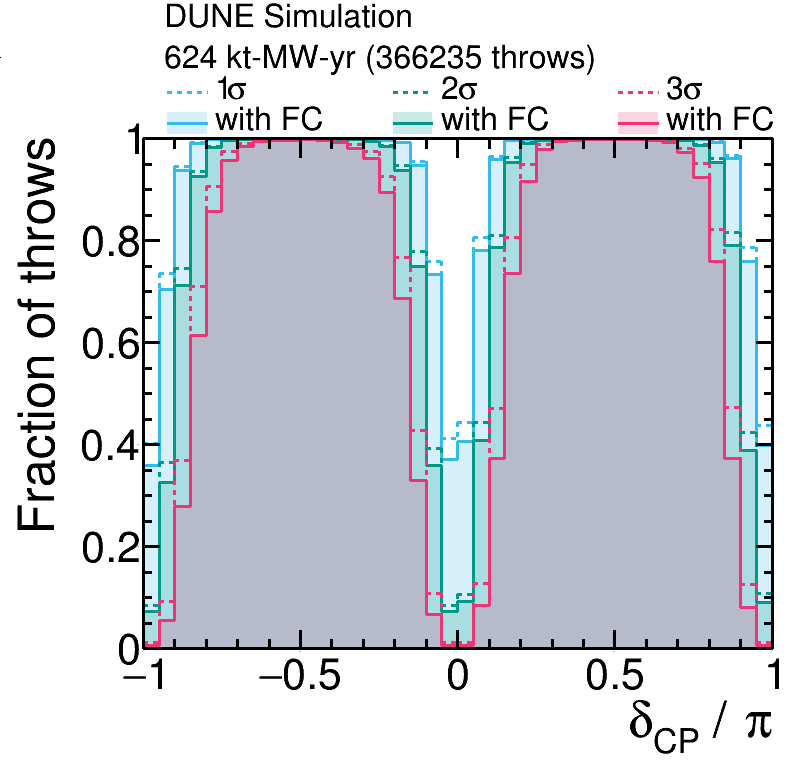 DUNE Simulation
624 kt-MW-yr (366235 throws)
1σ 2σ 3σ
with FC with FC with FC
1
0.8
0.6
0.4
0.2
0
Fraction of throws
−1 −0.5 0 0.5 1
δCP / π